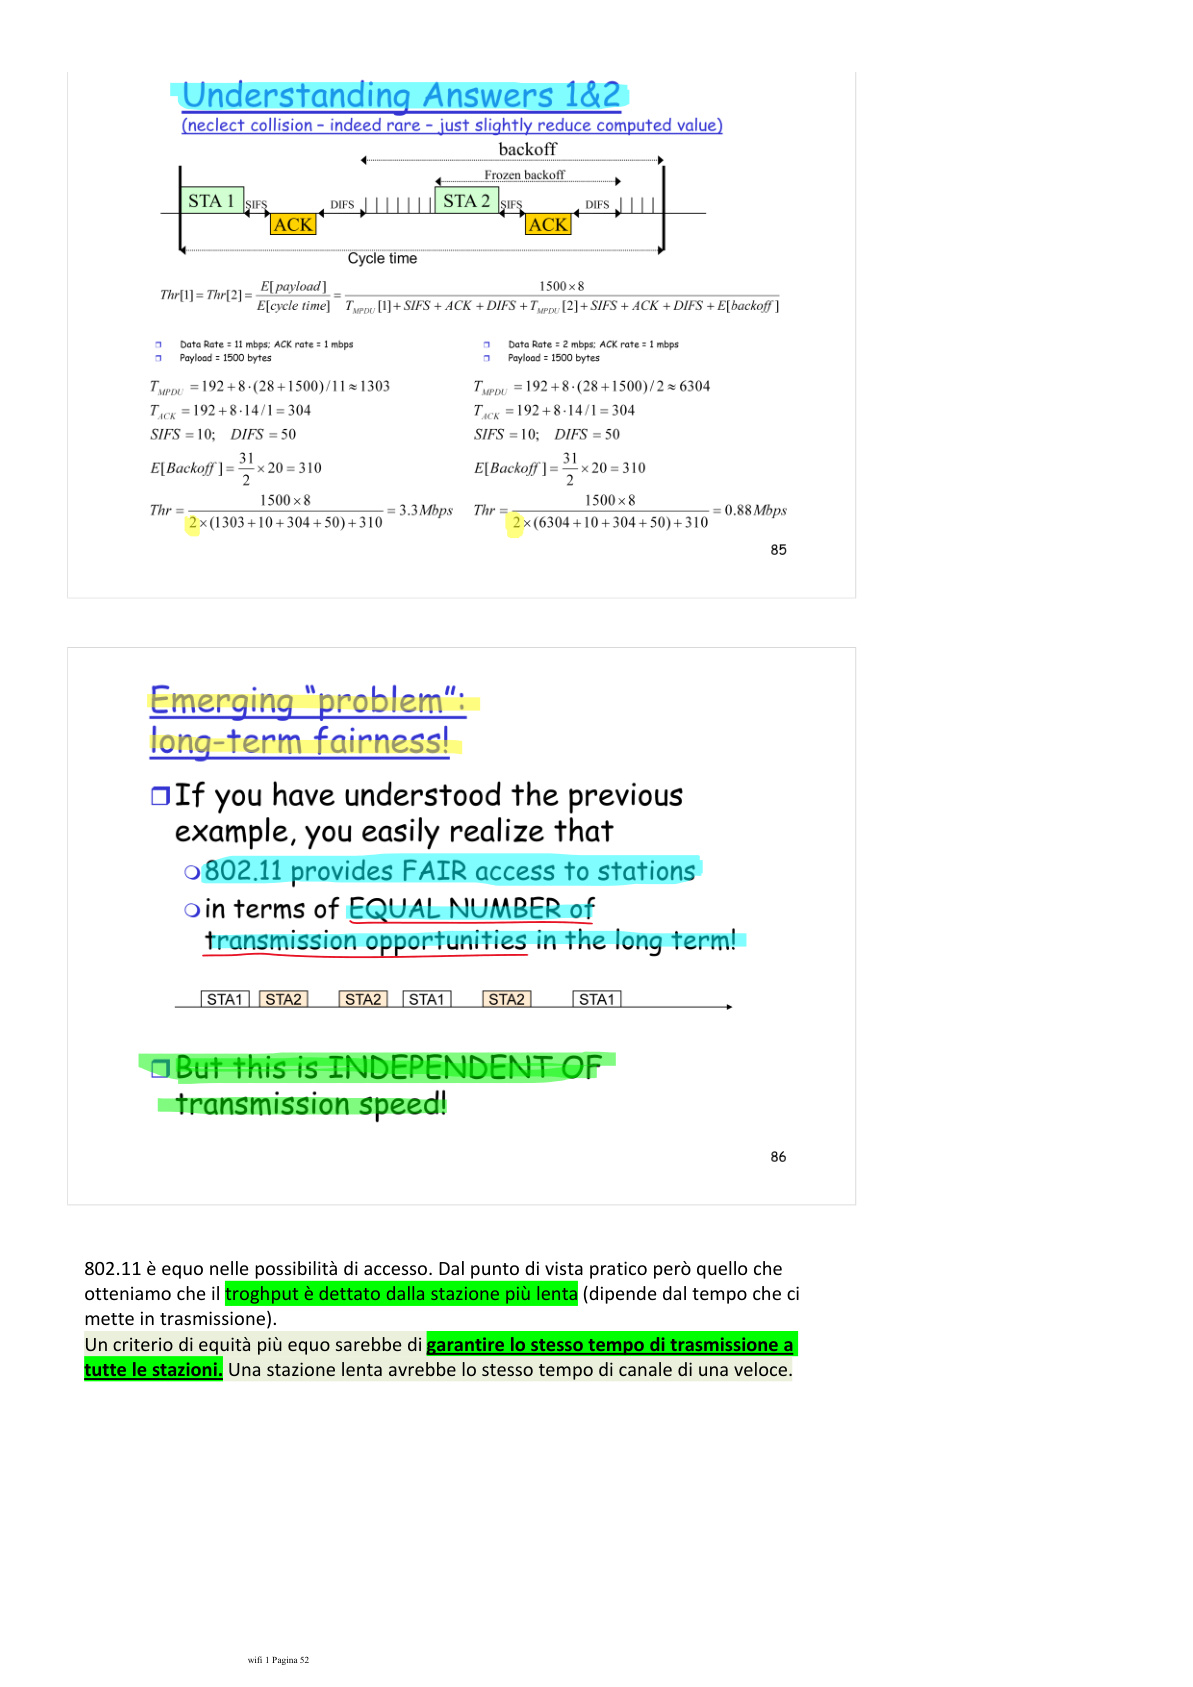 Understanding Answers 1&2
(neclect collision – indeed rare – just slightly reduce computed value)
backoff
Frozen backoff
STA 1 SIFS ACK DIFS STA 2 SIFS ACK DIFS
Cycle time
Thr[1] = Thr[2] = E[payload] / E[cycle time] = 1500×8 / T_MPDU[1] + SIFS + ACK + DIFS + T_MPDU[2] + SIFS + ACK + DIFS + E[backoff]
❒ Data Rate = 11 mbps; ACK rate = 1 mbps
❒ Payload = 1500 bytes
T_MPDU = 192 + 8·(28 + 1500)/11 ≈ 1303
T_ACK = 192 + 8·14/1 = 304
SIFS = 10; DIFS = 50
E[Backoff] = 31/2 × 20 = 310
Thr = 1500×8 / 2×(1303 + 10 + 304 + 50) + 310 = 3.3 Mbps
❒ Data Rate = 2 mbps; ACK rate = 1 mbps
❒ Payload = 1500 bytes
T_MPDU = 192 + 8·(28 + 1500)/2 ≈ 6304
T_ACK = 192 + 8·14/1 = 304
SIFS = 10; DIFS = 50
E[Backoff] = 31/2 × 20 = 310
Thr = 1500×8 / 2×(6304 + 10 + 304 + 50) + 310 = 0.88 Mbps
85
Emerging "problem":
long-term fairness!
❒ If you have understood the previous
example, you easily realize that
❍ 802.11 provides FAIR access to stations
❍ in terms of EQUAL NUMBER of
transmission opportunities in the long term!
STA1 STA2 STA2 STA1 STA2 STA1
❒ But this is INDEPENDENT OF
transmission speed!
86
802.11 è equo nelle possibilità di accesso. Dal punto di vista pratico però quello che
otteniamo che il troghput è dettato dalla stazione più lenta (dipende dal tempo che ci
mette in trasmissione).
Un criterio di equità più equo sarebbe di garantire lo stesso tempo di trasmissione a
tutte le stazioni. Una stazione lenta avrebbe lo stesso tempo di canale di una veloce.
wifi 1 Pagina 52